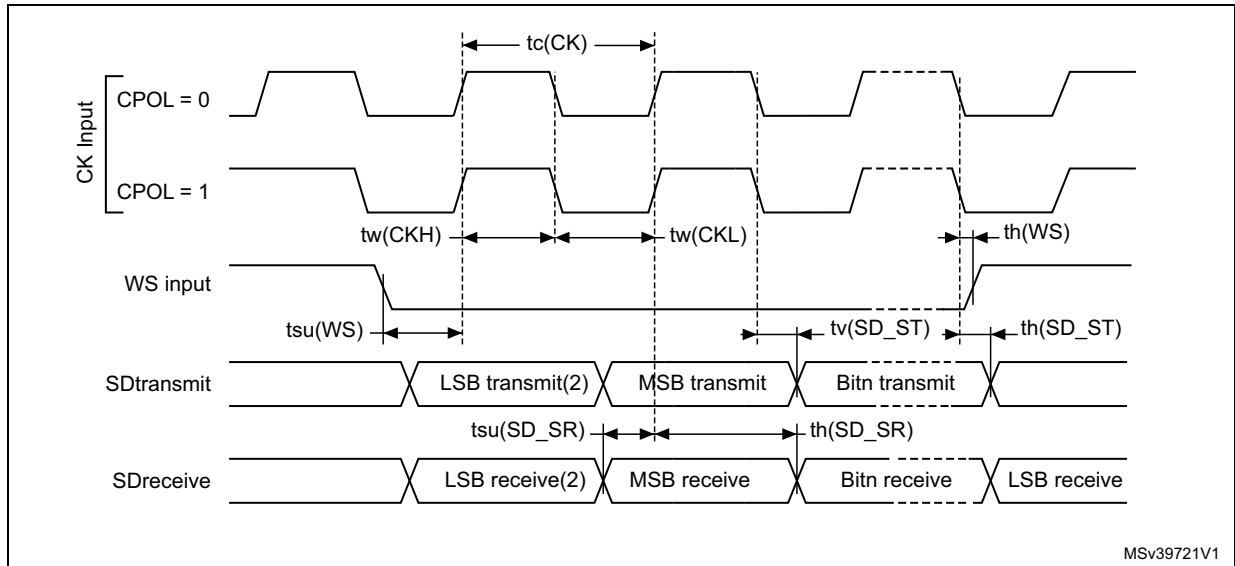 tc(CK)
CK Input
CPOL = 0
CPOL = 1
tw(CKH)
tw(CKL)
th(WS)
WS input
tsu(WS)
tv(SD_ST)
th(SD_ST)
SDtransmit
LSB transmit(2)
MSB transmit
Bitn transmit
tsu(SD_SR)
th(SD_SR)
SDreceive
LSB receive(2)
MSB receive
Bitn receive
LSB receive
MSv39721V1